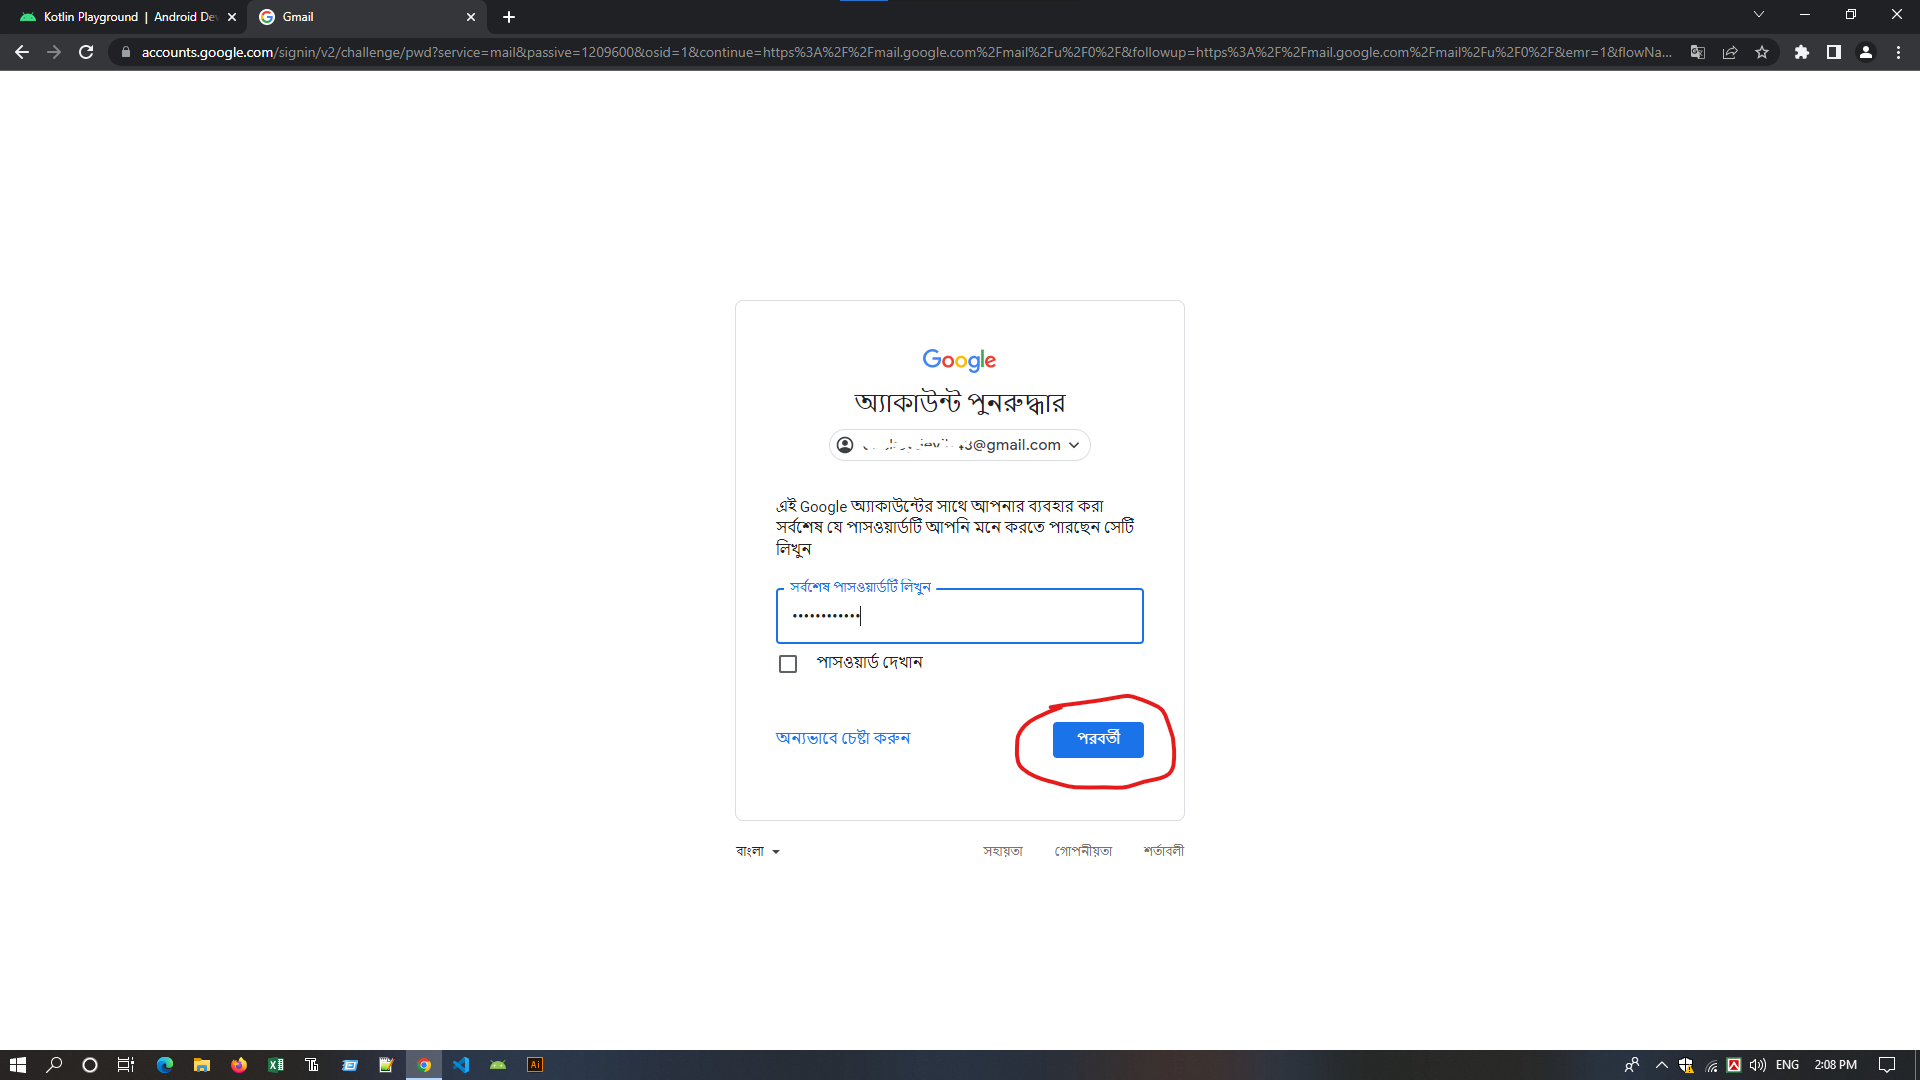 Kotlin Playground | Android De
Gmail
accounts.google.com/signin/v2/challenge/pwd?service=mail&passive=1209600&osid=1&continue=https%3A%2F%2Fmail.google.com%2Fmail%2Fu%2F0%2F&followup=https%3A%2F%2Fmail.google.com%2Fmail%2Fu%2F0%2F&emr=1&flowNa...
Google
অ্যাকাউন্ট পুনরুদ্ধার
@gmail.com
এই Google অ্যাকাউন্টের সাথে আপনার ব্যবহার করা
সর্বশেষ যে পাসওয়ার্ডটি আপনি মনে করতে পারছেন সেটি
লিখুন
সর্বশেষ পাসওয়ার্ডটি লিখুন
পাসওয়ার্ড দেখান
অন্যভাবে চেষ্টা করুন
পরবর্তী
বাংলা
সহায়তা গোপনীয়তা শর্তাবলী
Ai
ENG 2:08 PM